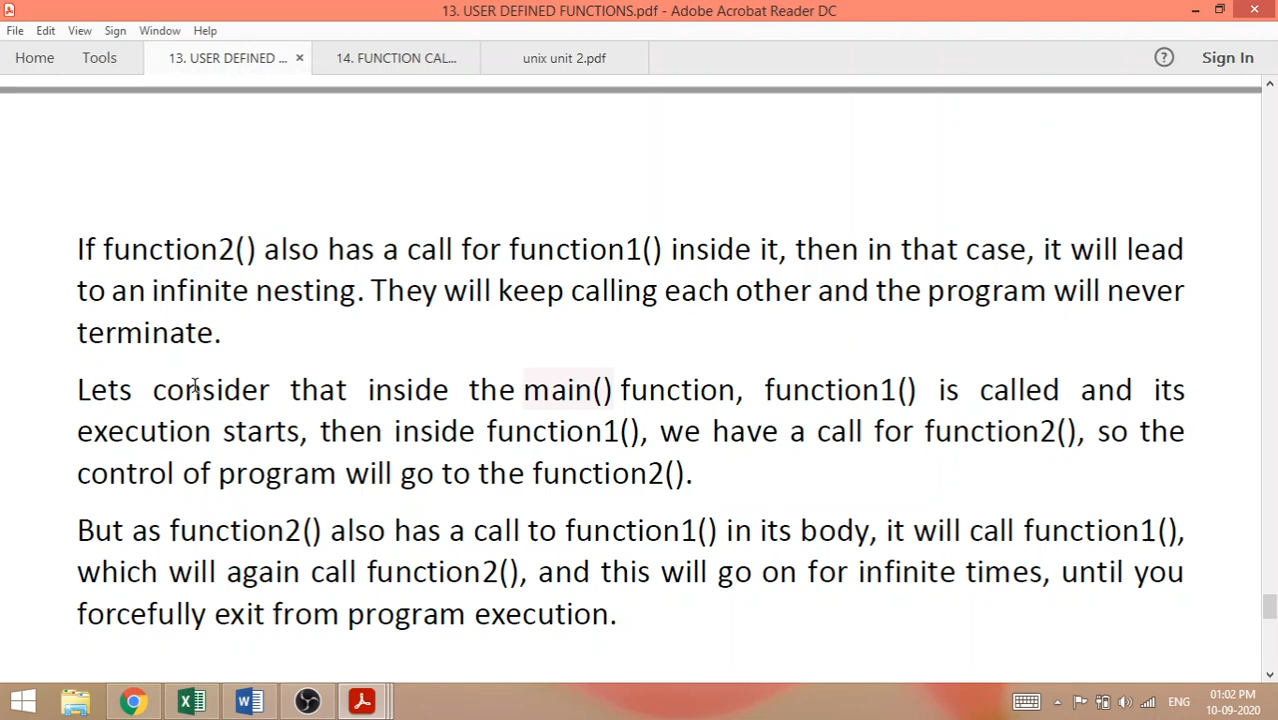 13. USER DEFINED FUNCTIONS.pdf - Adobe Acrobat Reader DC
File Edit View Sign Window Help
Home Tools 13. USER DEFINED ... × 14. FUNCTION CAL... unix unit 2.pdf ? Sign In
If function2() also has a call for function1() inside it, then in that case, it will lead
to an infinite nesting. They will keep calling each other and the program will never
terminate.
Lets consider that inside the main() function, function1() is called and its
execution starts, then inside function1(), we have a call for function2(), so the
control of program will go to the function2().
But as function2() also has a call to function1() in its body, it will call function1(),
which will again call function2(), and this will go on for infinite times, until you
forcefully exit from program execution.
ENG
01:02 PM
10-09-2020